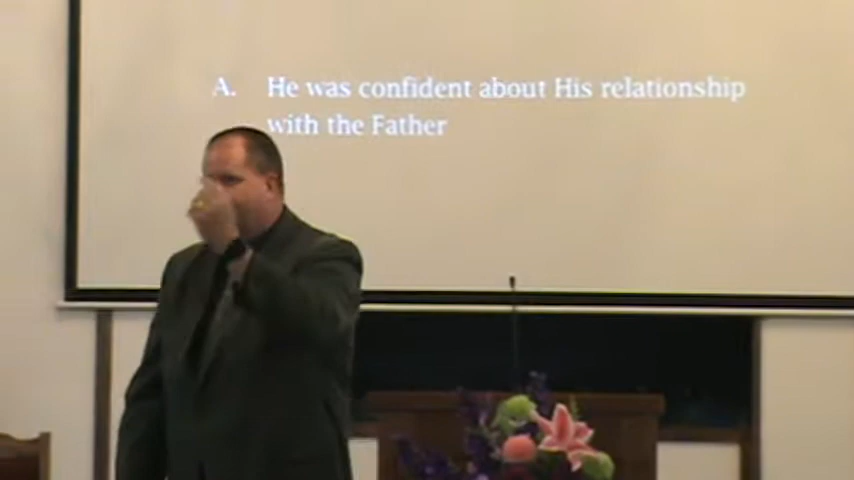 A. He was confident about His relationship
with the Father